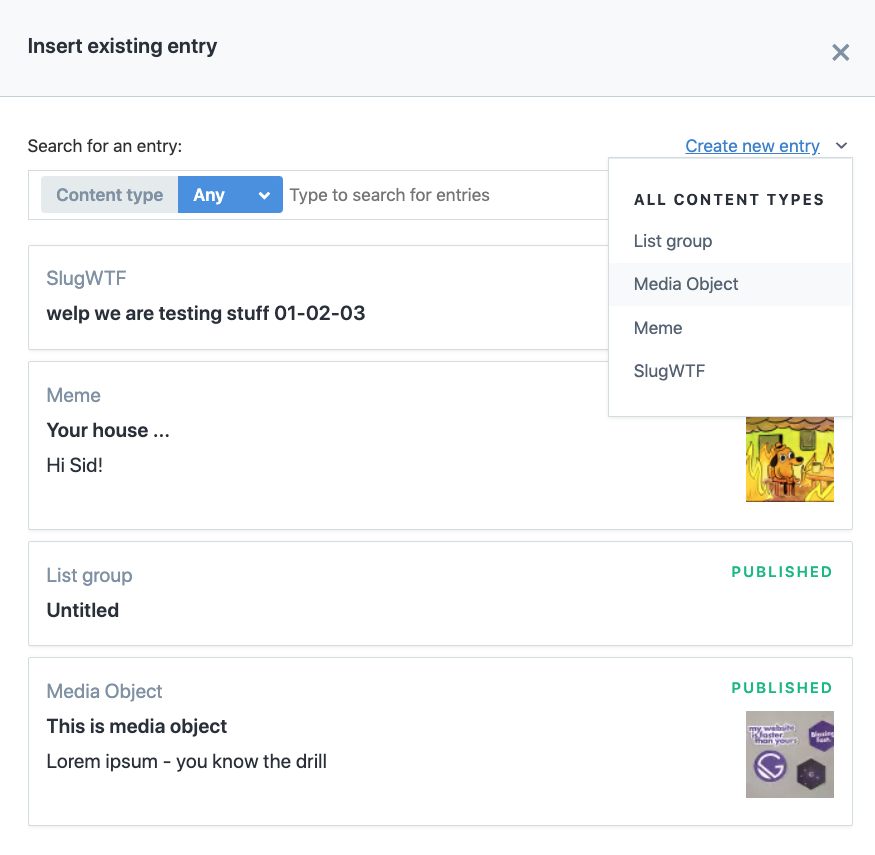 Insert existing entry
Search for an entry:
Create new entry
Content type Any Type to search for entries
ALL CONTENT TYPES
List group
Media Object
Meme
SlugWTF
SlugWTF
welp we are testing stuff 01-02-03
Meme
Your house ...
Hi Sid!
List group
PUBLISHED
Untitled
Media Object
PUBLISHED
This is media object
Lorem ipsum - you know the drill
my website
is faster
than yours
Blazing
fast